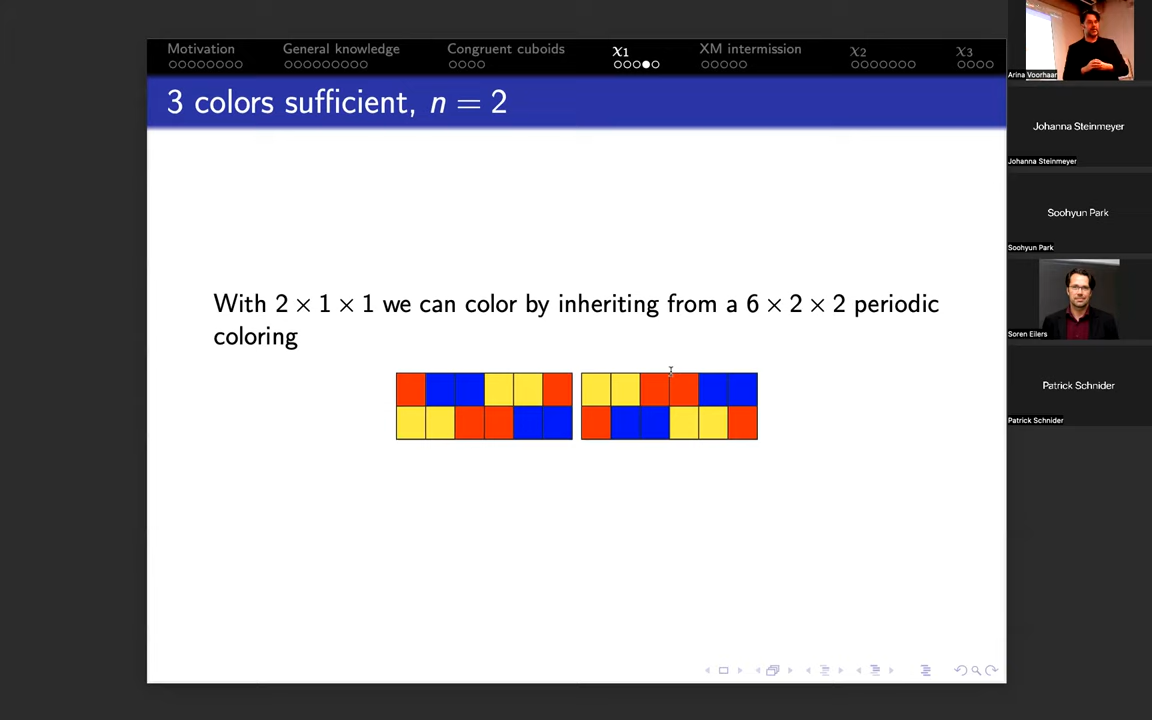 Motivation
General knowledge
Congruent cuboids
χ1
XM intermission
χ2
χ3
3 colors sufficient, n = 2
With 2 × 1 × 1 we can color by inheriting from a 6 × 2 × 2 periodic
coloring
Arina Voorhaar
Johanna Steinmeyer
Johanna Steinmeyer
Soohyun Park
Soohyun Park
Soren Eilers
Patrick Schnider
Patrick Schnider